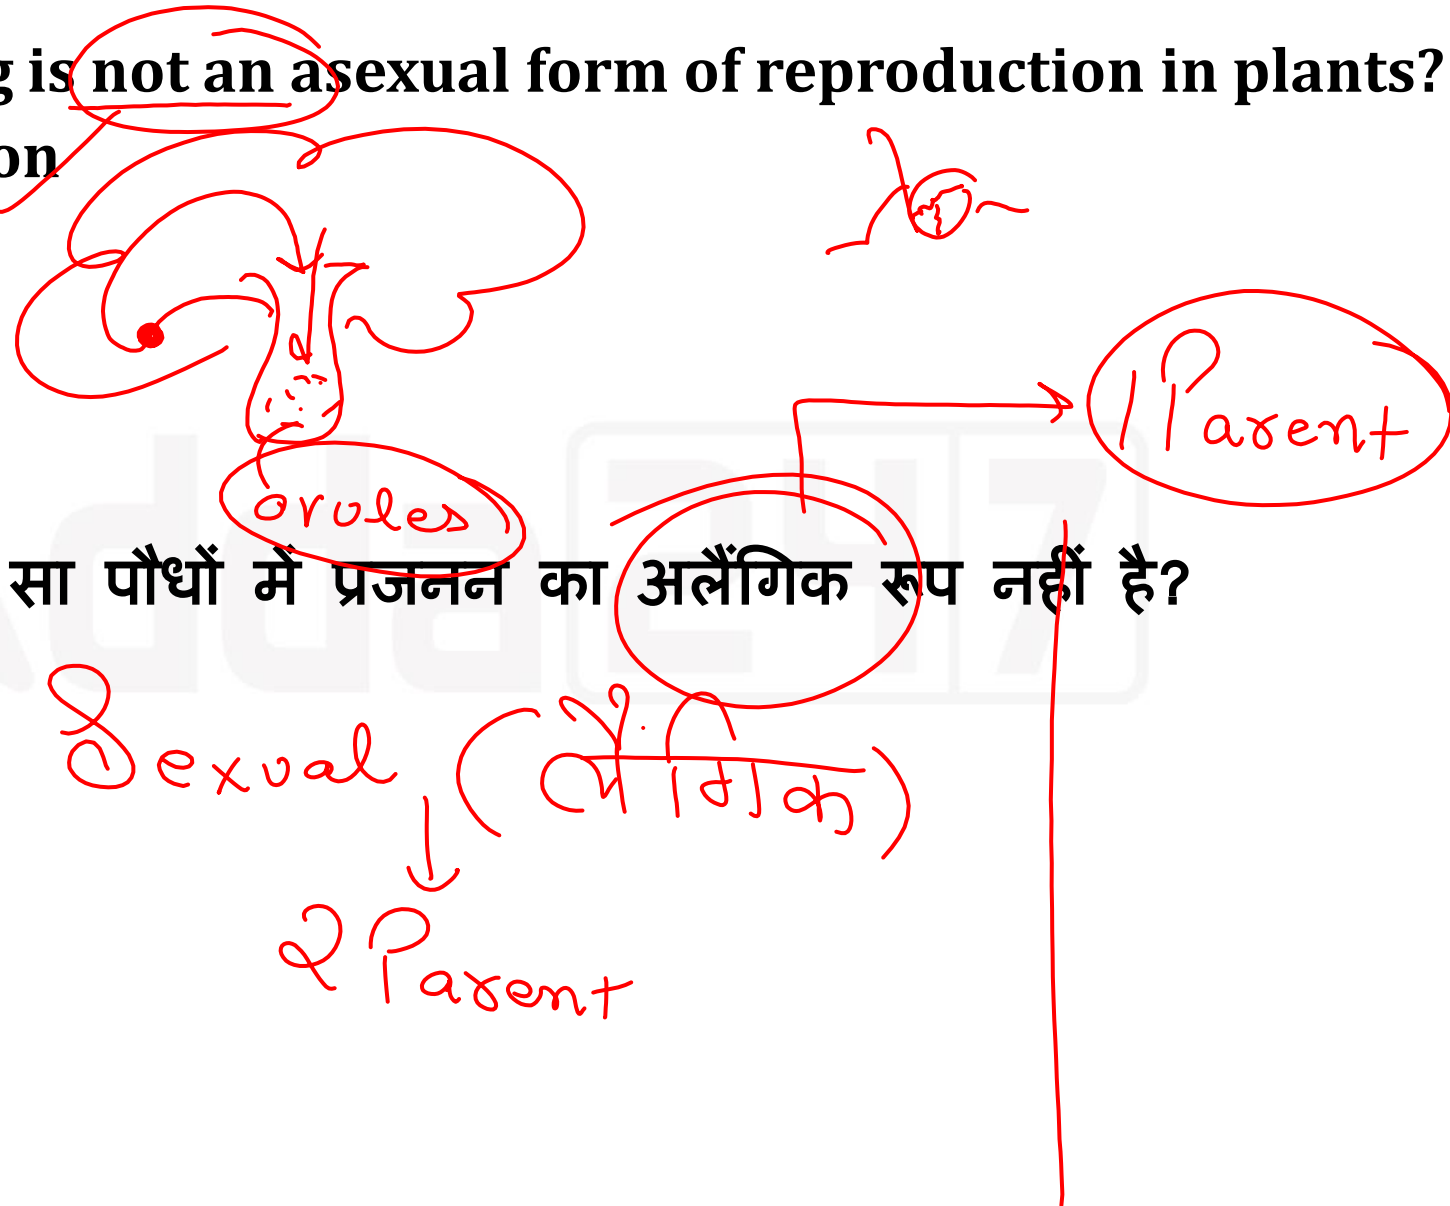 g is not an asexual form of reproduction in plants?
on
1 Parent
ovules
Adda247
सा पौधों में प्रजनन का अलैंगिक रूप नहीं है?
Sexual (लैंगिक)
2 Parent